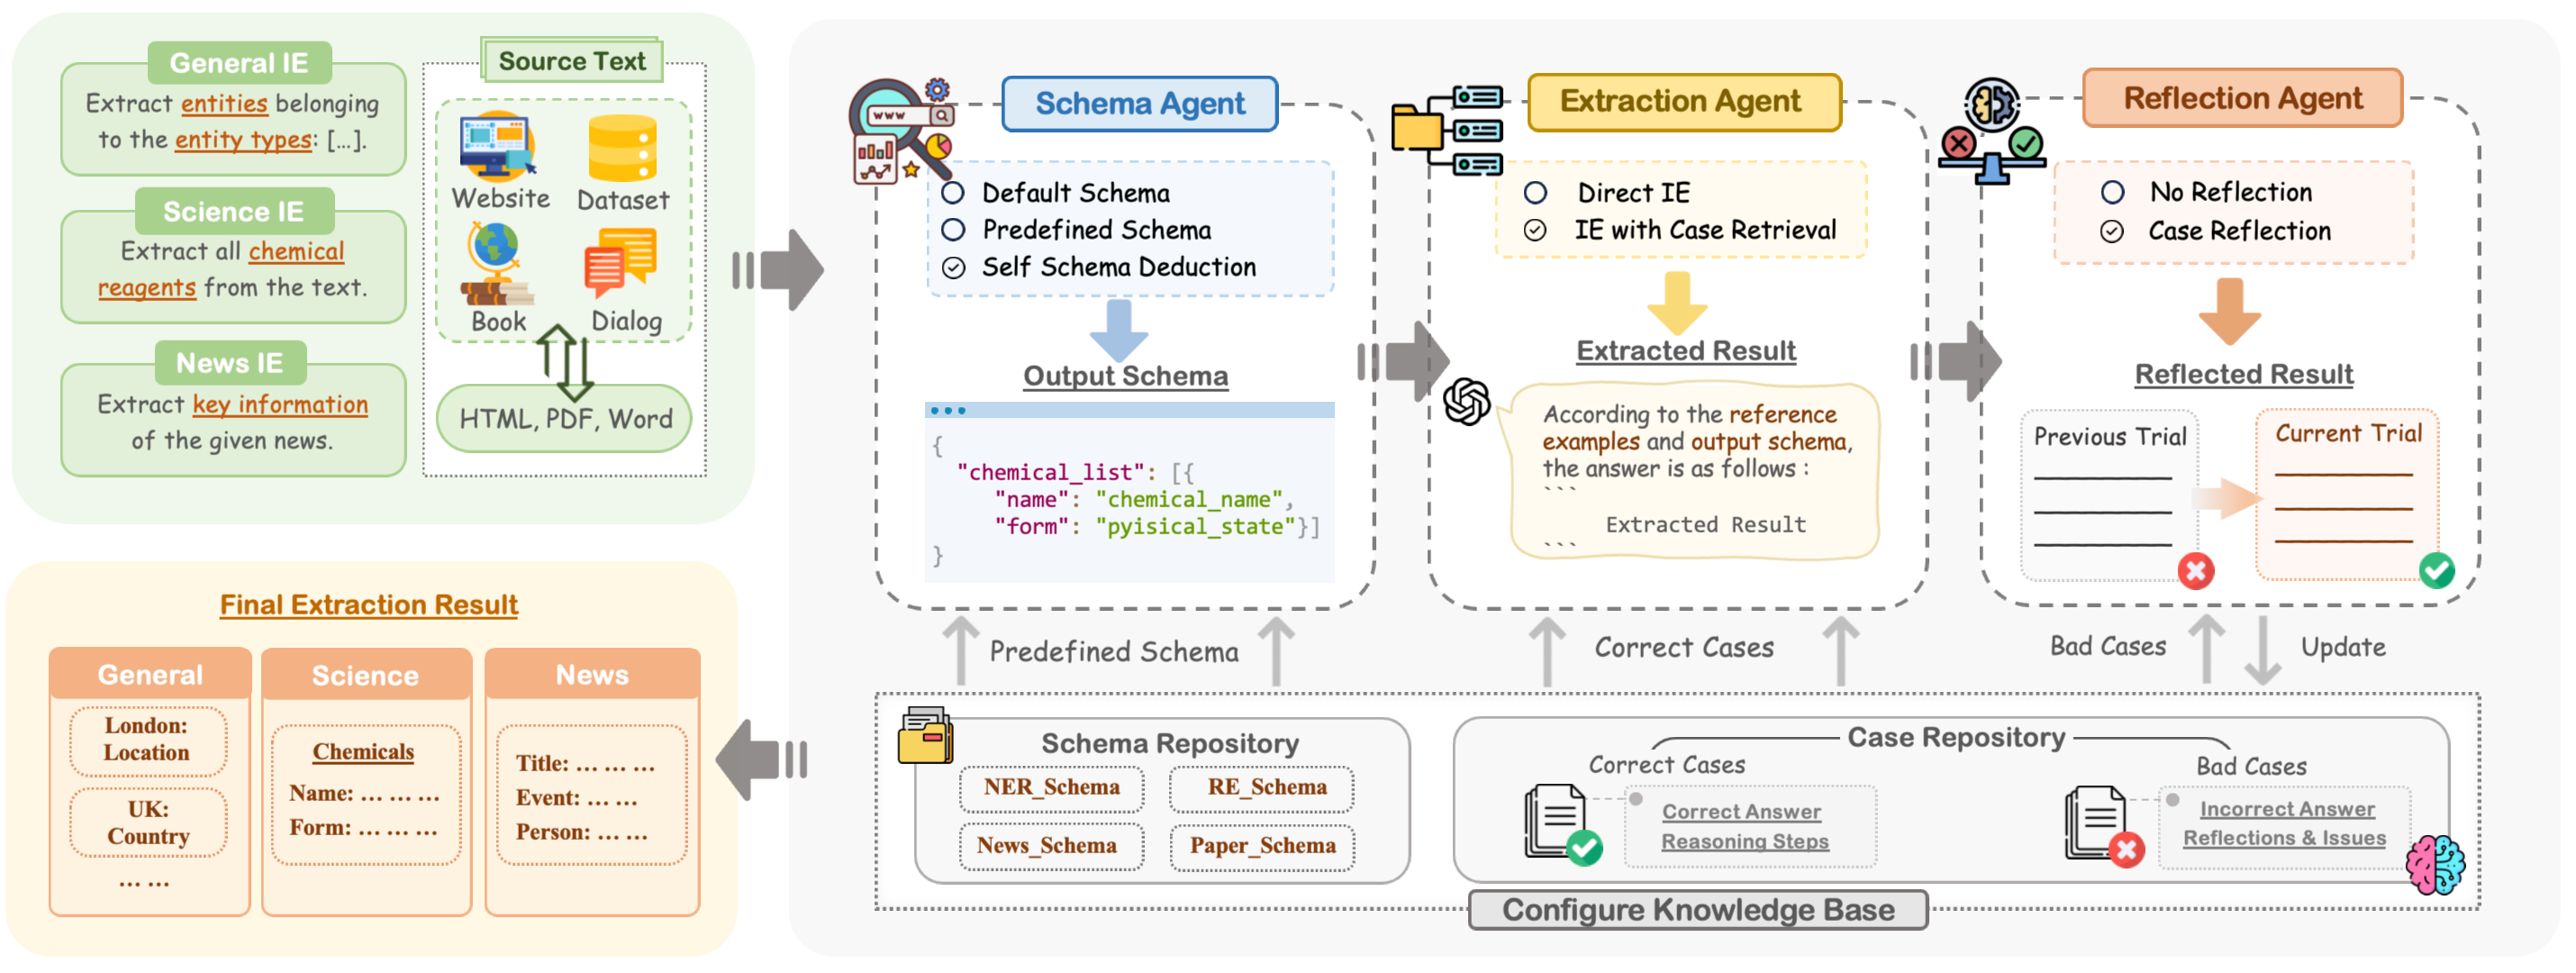 General IE
Extract entities belonging
to the entity types: [...].
Science IE
Extract all chemical
reagents from the text.
News IE
Extract key information
of the given news.
Source Text
Website
Dataset
Book
Dialog
HTML, PDF, Word
Schema Agent
www
Default Schema
Predefined Schema
Self Schema Deduction
Output Schema
{
"chemical_list": [{
"name": "chemical_name",
"form": "pyisical_state"}]
}
Extraction Agent
Direct IE
IE with Case Retrieval
Extracted Result
According to the reference
examples and output schema,
the answer is as follows :
```
Extracted Result
```
Reflection Agent
No Reflection
Case Reflection
Reflected Result
Previous Trial
Current Trial
Predefined Schema
Correct Cases
Bad Cases
Update
Schema Repository
NER_Schema
RE_Schema
News_Schema
Paper_Schema
Case Repository
Correct Cases
Correct Answer
Reasoning Steps
Bad Cases
Incorrect Answer
Reflections & Issues
Configure Knowledge Base
Final Extraction Result
General
London:
Location
UK:
Country
... ...
Science
Chemicals
Name: ... ... ...
Form: ... ... ...
News
Title: ... ... ...
Event: ... ...
Person: ... ...